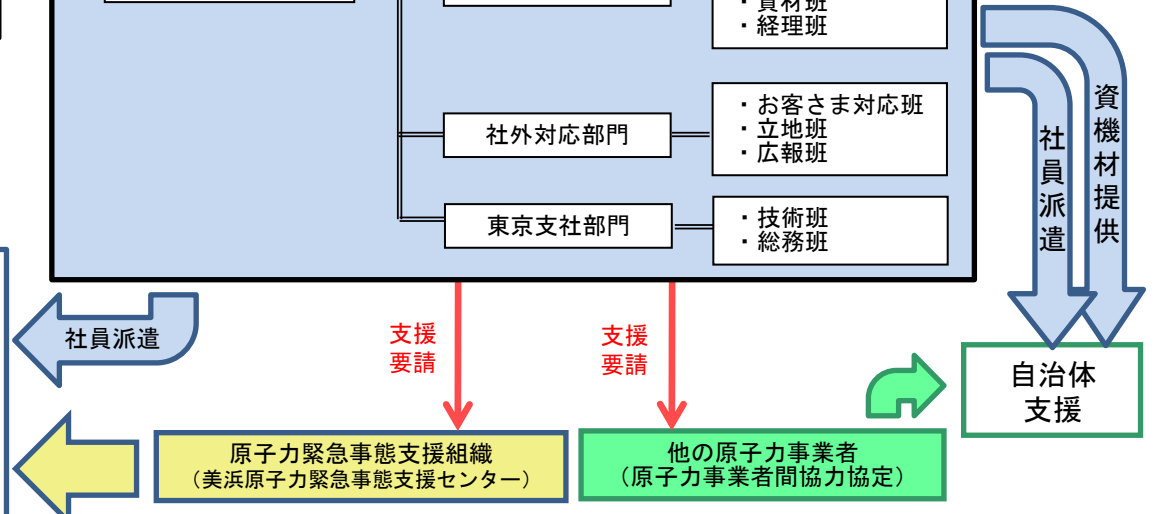 ・資材班
・経理班
・お客さま対応班
・立地班
・広報班
社外対応部門
・技術班
・総務班
東京支社部門
資機材提供
社員派遣
社員派遣
支援
要請
支援
要請
自治体
支援
原子力緊急事態支援組織
(美浜原子力緊急事態支援センター)
他の原子力事業者
(原子力事業者間協力協定)